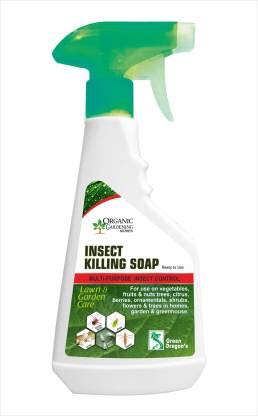 ORGANIC
GARDENING
SERIES
INSECT
KILLING SOAP Ready to Use
MULTI-PURPOSE INSECT CONTROL
Lawn &
Garden
Care
For use on vegetables,
fruits & nuts trees, citrus,
berries, ornamentals, shrubs,
flowers & trees in homes,
garden & greenhouse.
Green
Dragon's